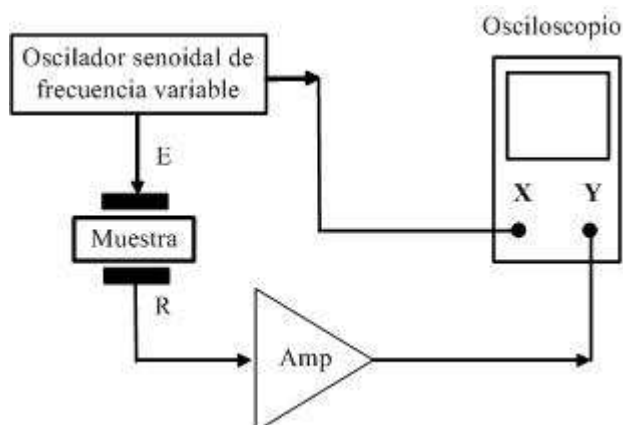 Osciloscopio
Oscilador senoidal de
frecuencia variable
E
X Y
Muestra
R
Amp